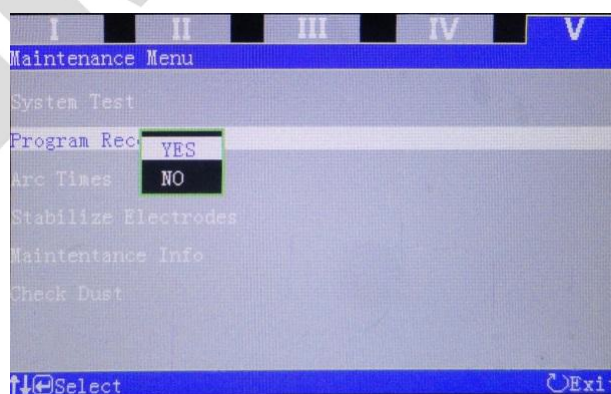 I II III IV V
Maintenance Menu
System Test
Program Rec
YES
NO
Arc Times
Stabilize Electrodes
Maintentance Info
Check Dust
↑↓Select Exi